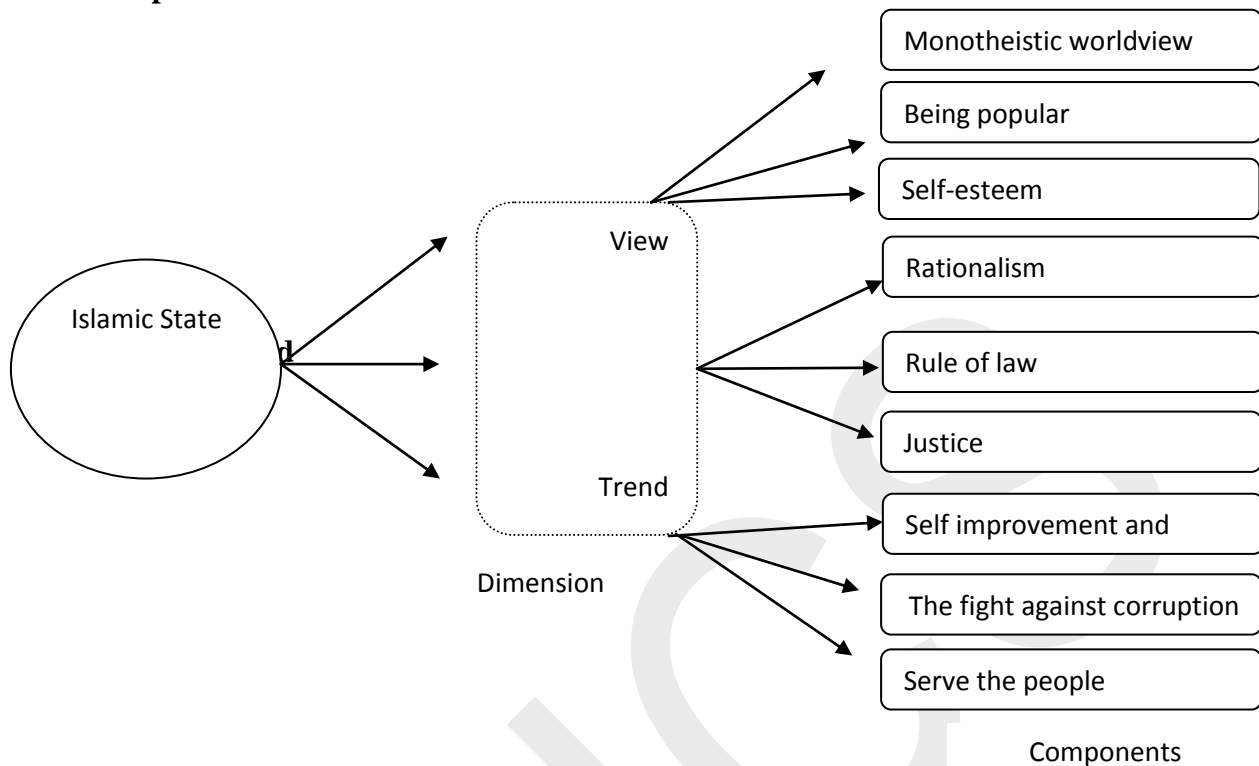 Monotheistic worldview
Being popular
Self-esteem
View
Rationalism
Islamic State
d
Rule of law
Justice
Trend
Self improvement and
Dimension
The fight against corruption
Serve the people
Components